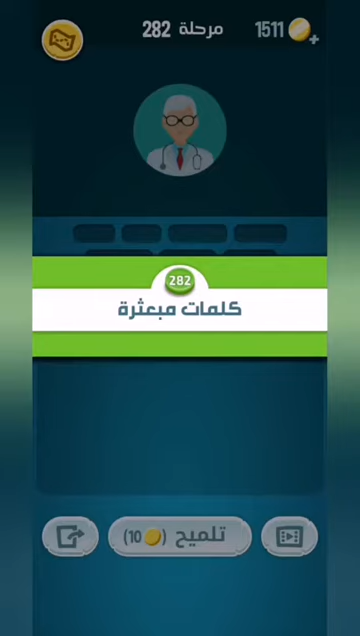 مرحلة 282
1511
282
كلمات مبعثرة
تلميح (10)